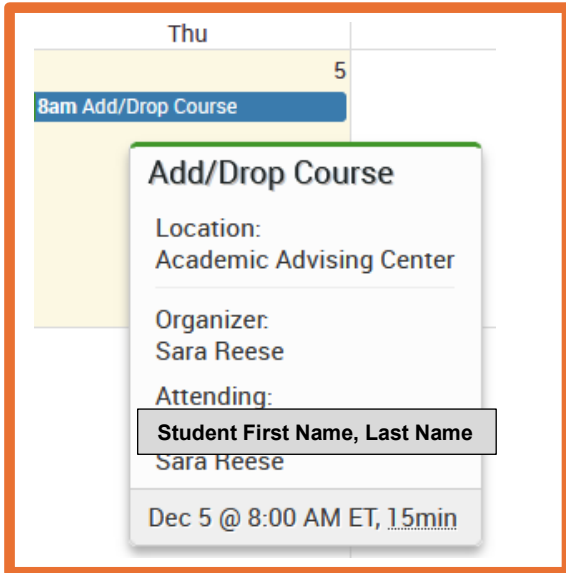 Thu
5
8am Add/Drop Course
Add/Drop Course
Location:
Academic Advising Center
Organizer:
Sara Reese
Attending:
Student First Name, Last Name
Sara Reese
Dec 5 @ 8:00 AM ET, 15min